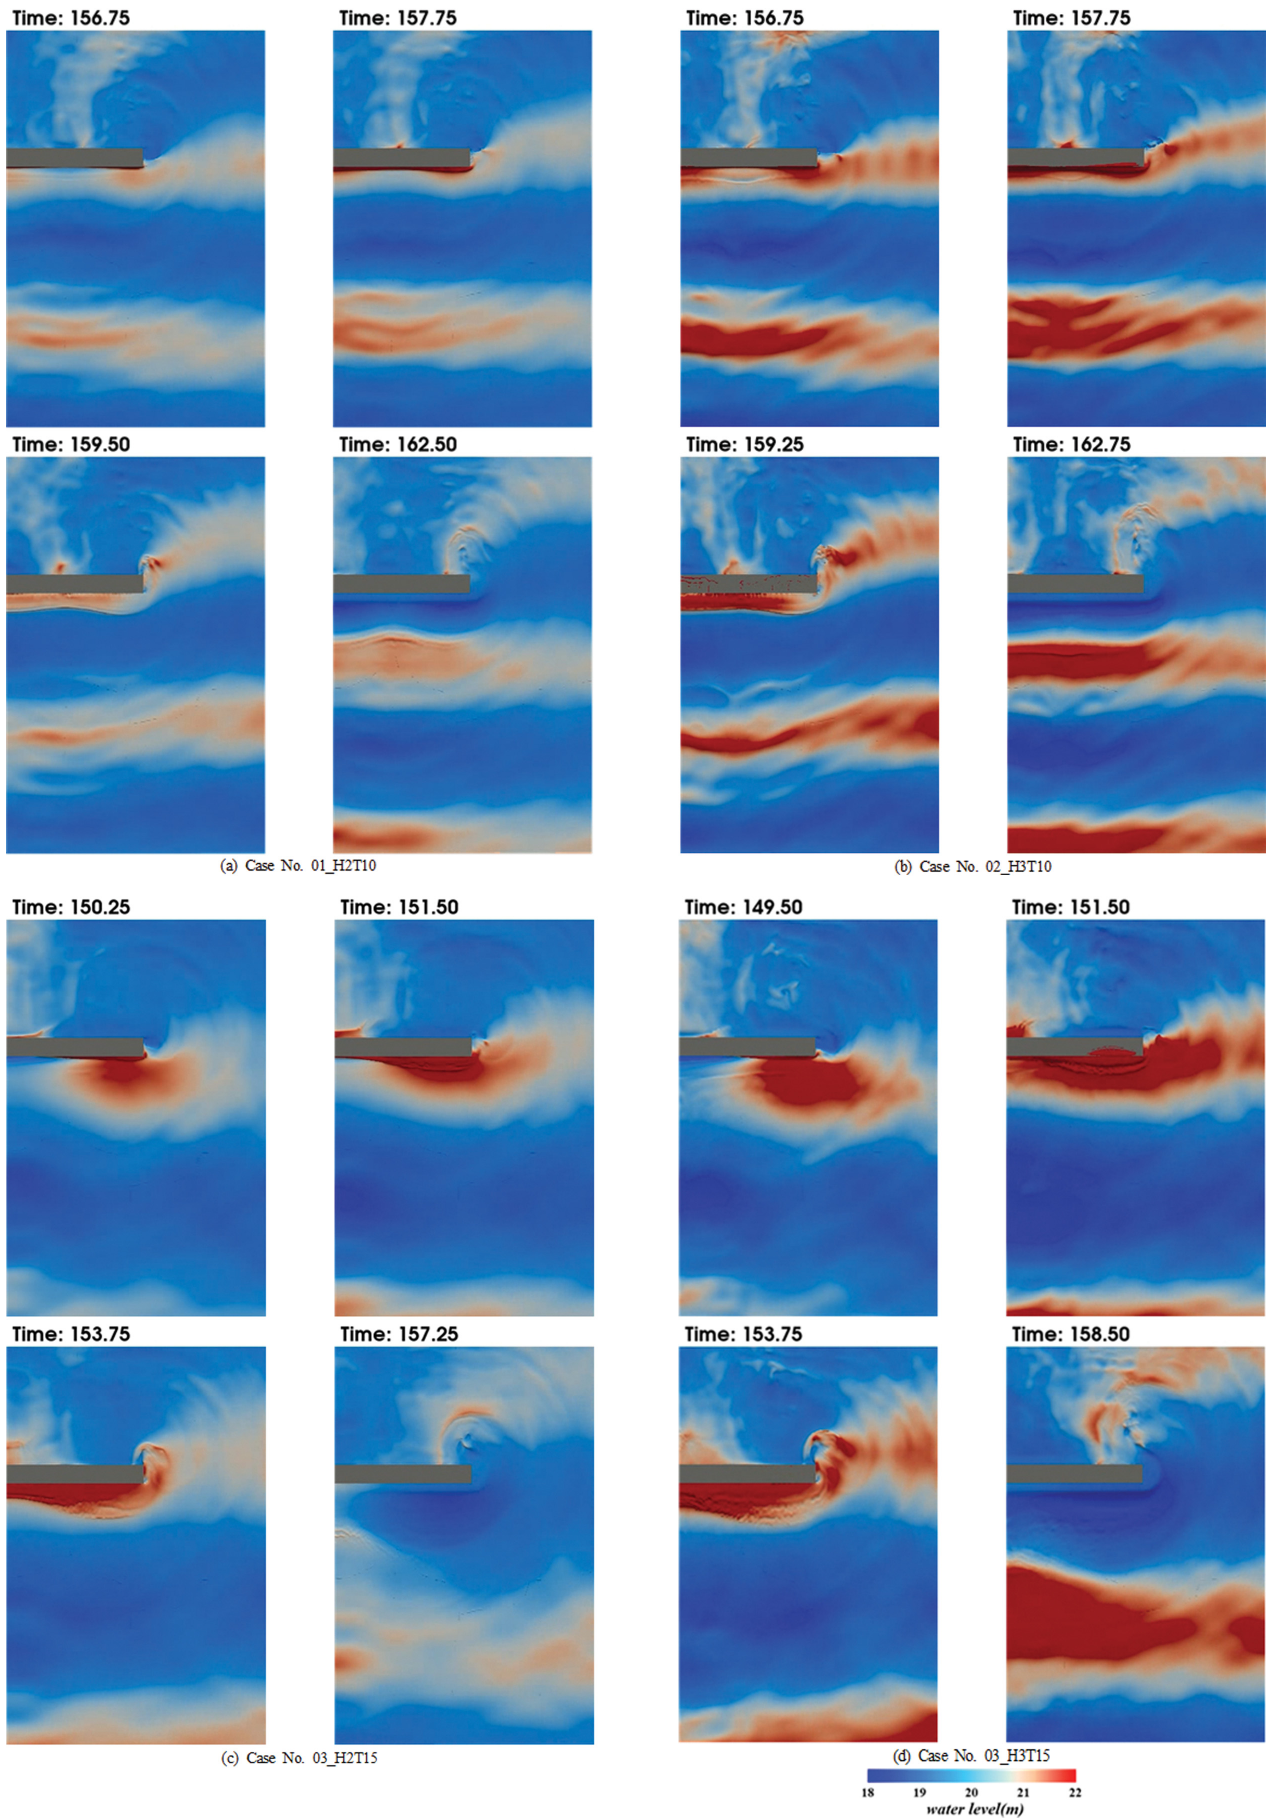 Time: 156.75
Time: 157.75
Time: 156.75
Time: 157.75
Time: 159.50
Time: 162.50
Time: 159.25
Time: 162.75
(a) Case No. 01_H2T10
(b) Case No. 02_H3T10
Time: 150.25
Time: 151.50
Time: 149.50
Time: 151.50
Time: 153.75
Time: 157.25
Time: 153.75
Time: 158.50
(c) Case No. 03_H2T15
(d) Case No. 03_H3T15
18 19 20 21 22
water level(m)